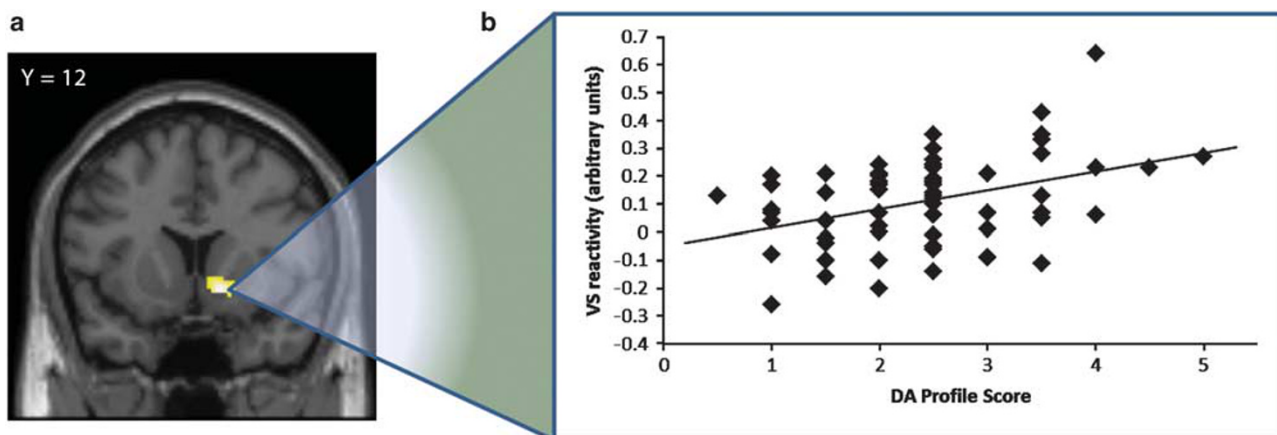 a
Y = 12
b
VS reactivity (arbitrary units)
0.7
0.6
0.5
0.4
0.3
0.2
0.1
0
-0.1
-0.2
-0.3
-0.4
0 1 2 3 4 5
DA Profile Score